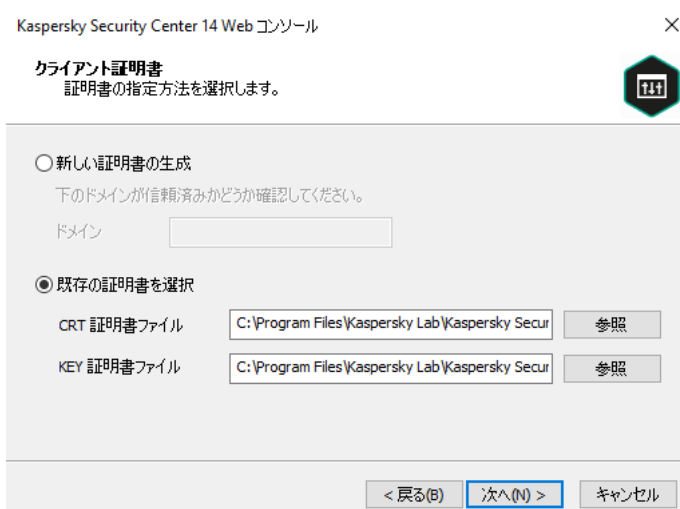 Kaspersky Security Center 14 Web コンソール
クライアント証明書
証明書の指定方法を選択します。
新しい証明書の生成
下のドメインが信頼済みかどうか確認してください。
ドメイン
既存の証明書を選択
CRT 証明書ファイル C:\Program Files\Kaspersky Lab\Kaspersky Secur 参照
KEY 証明書ファイル C:\Program Files\Kaspersky Lab\Kaspersky Secur 参照
< 戻る(B) 次へ(N) > キャンセル